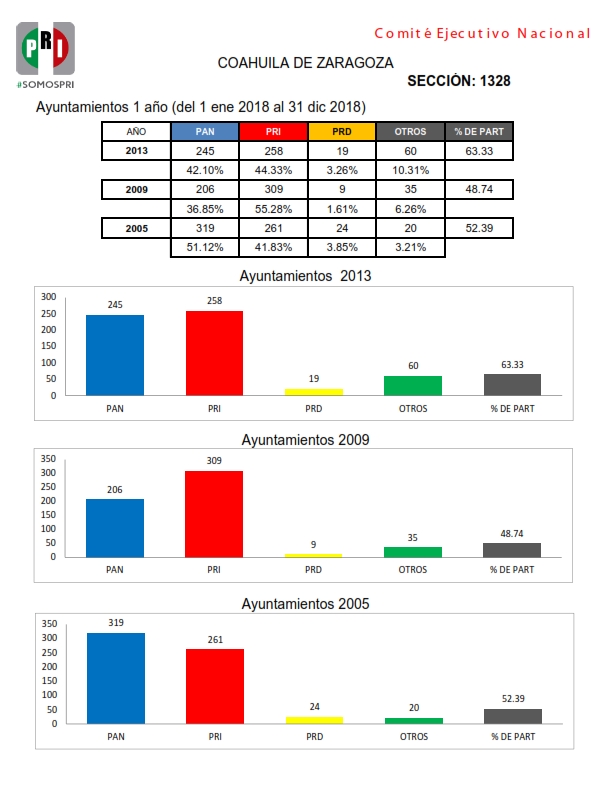 Comité Ejecutivo Nacional
PRI
#SOMOSPRI
COAHUILA DE ZARAGOZA
SECCIÓN: 1328
Ayuntamientos 1 año (del 1 ene 2018 al 31 dic 2018)
AÑO PAN PRI PRD OTROS % DE PART
2013 245 258 19 60 63.33
42.10% 44.33% 3.26% 10.31%
2009 206 309 9 35 48.74
36.85% 55.28% 1.61% 6.26%
2005 319 261 24 20 52.39
51.12% 41.83% 3.85% 3.21%
Ayuntamientos 2013
300
250
200
150
100
50
0
245 258 19 60 63.33
PAN PRI PRD OTROS % DE PART
Ayuntamientos 2009
350
300
250
200
150
100
50
0
206 309 9 35 48.74
PAN PRI PRD OTROS % DE PART
Ayuntamientos 2005
350
300
250
200
150
100
50
0
319 261 24 20 52.39
PAN PRI PRD OTROS % DE PART